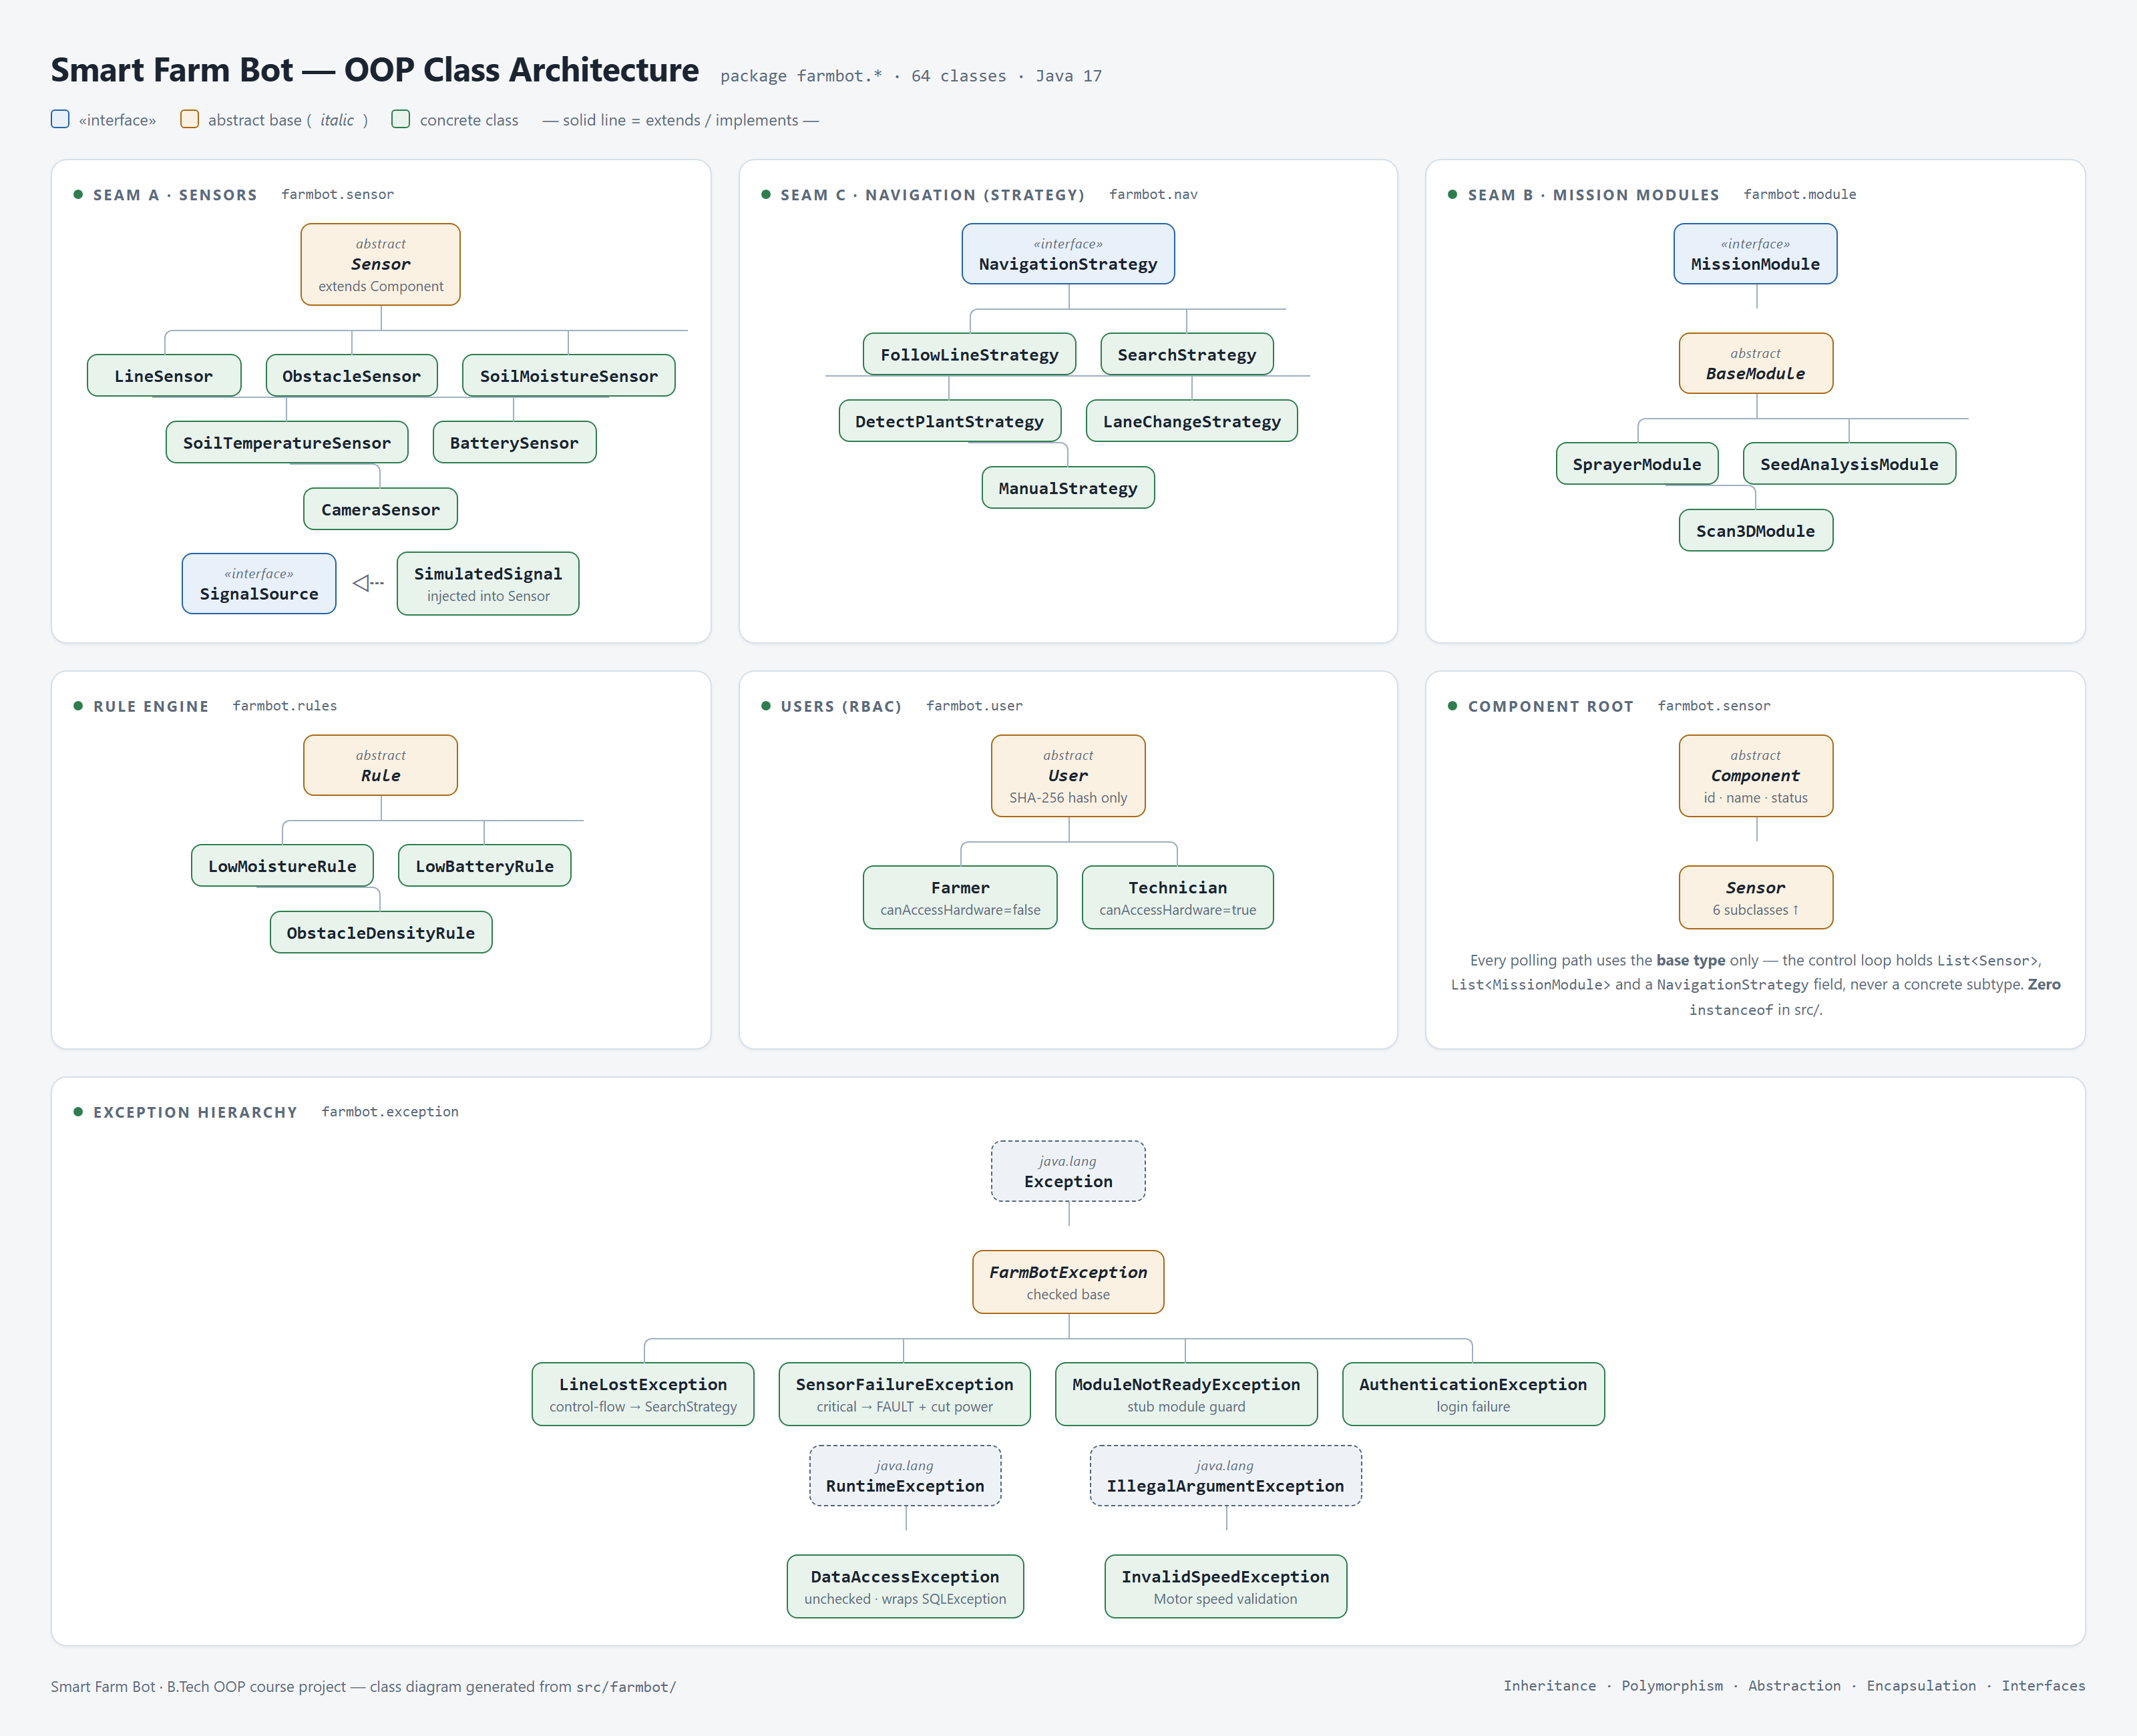 Smart Farm Bot — OOP Class Architecture package farmbot.* · 64 classes · Java 17
«interface» abstract base ( italic ) concrete class — solid line = extends / implements —
SEAM A · SENSORS farmbot.sensor
abstract
Sensor
extends Component
LineSensor ObstacleSensor SoilMoistureSensor
SoilTemperatureSensor BatterySensor
CameraSensor
«interface»
SignalSource
SimulatedSignal
injected into Sensor
SEAM C · NAVIGATION (STRATEGY) farmbot.nav
«interface»
NavigationStrategy
FollowLineStrategy SearchStrategy
DetectPlantStrategy LaneChangeStrategy
ManualStrategy
SEAM B · MISSION MODULES farmbot.module
«interface»
MissionModule
abstract
BaseModule
SprayerModule SeedAnalysisModule
Scan3DModule
RULE ENGINE farmbot.rules
abstract
Rule
LowMoistureRule LowBatteryRule
ObstacleDensityRule
USERS (RBAC) farmbot.user
abstract
User
SHA-256 hash only
Farmer
canAccessHardware=false
Technician
canAccessHardware=true
COMPONENT ROOT farmbot.sensor
abstract
Component
id · name · status
Sensor
6 subclasses ↑
Every polling path uses the base type only — the control loop holds List<Sensor>,
List<MissionModule> and a NavigationStrategy field, never a concrete subtype. Zero
instanceof in src/.
EXCEPTION HIERARCHY farmbot.exception
java.lang
Exception
FarmBotException
checked base
LineLostException
control-flow → SearchStrategy
SensorFailureException
critical → FAULT + cut power
ModuleNotReadyException
stub module guard
AuthenticationException
login failure
java.lang
RuntimeException
java.lang
IllegalArgumentException
DataAccessException
unchecked · wraps SQLException
InvalidSpeedException
Motor speed validation
Smart Farm Bot · B.Tech OOP course project — class diagram generated from src/farmbot/
Inheritance · Polymorphism · Abstraction · Encapsulation · Interfaces